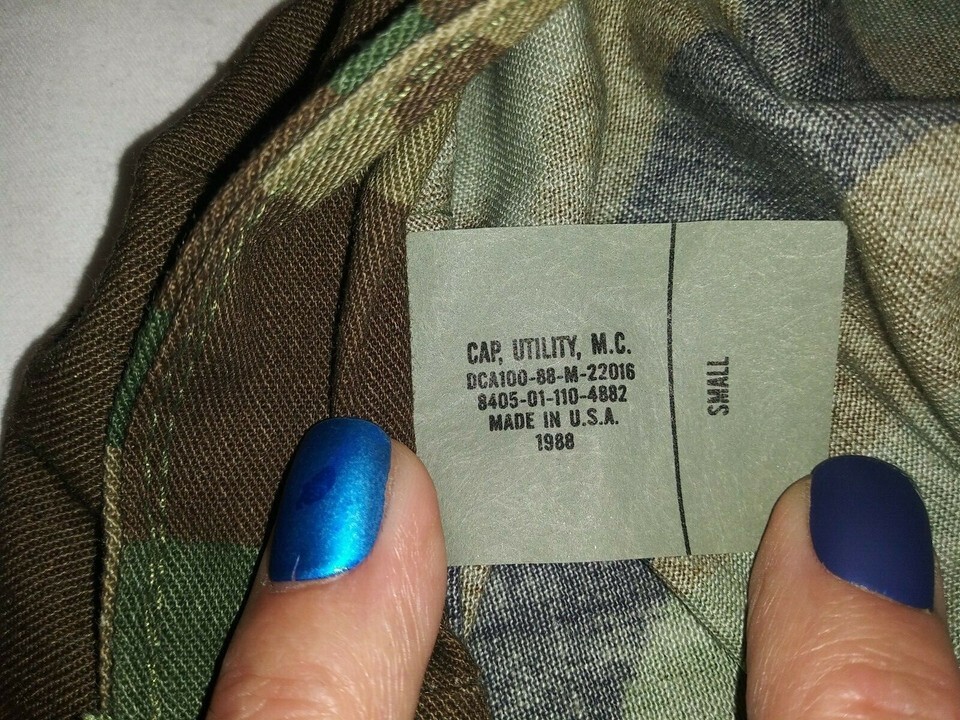 CAP, UTILITY, M.C.
DCA100-88-M-22016
8405-01-110-4882
MADE IN U.S.A.
1988
SMALL